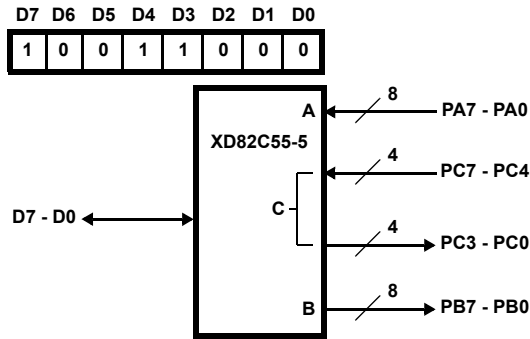 D7 D6 D5 D4 D3 D2 D1 D0
1 0 0 1 1 0 0 0
8
A PA7 - PA0
XD82C55-5
4
PC7 - PC4
C
D7 - D0
4
PC3 - PC0
8
B PB7 - PB0